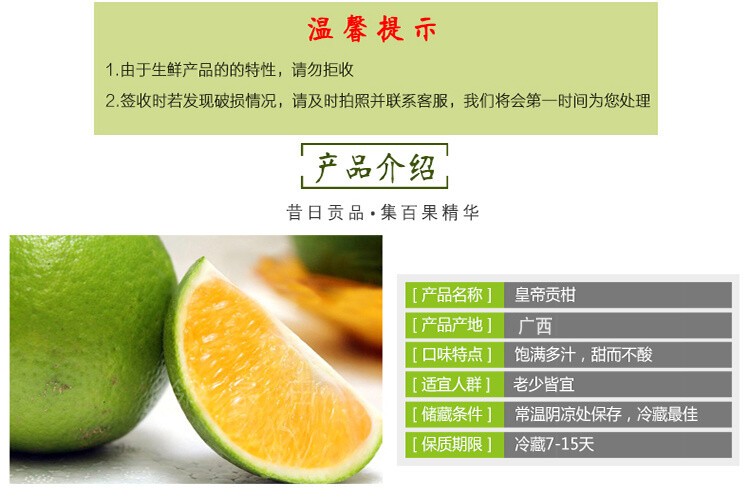 温馨提示
1.由于生鲜产品的的特性，请勿拒收
2.签收时若发现破损情况，请及时拍照并联系客服，我们将会第一时间为您处理
产品介绍
昔日贡品·集百果精华
[产品名称] 皇帝贡柑
[产品产地] 广西
[口味特点] 饱满多汁，甜而不酸
[适宜人群] 老少皆宜
[储藏条件] 常温阴凉处保存，冷藏最佳
[保质期限] 冷藏7-15天